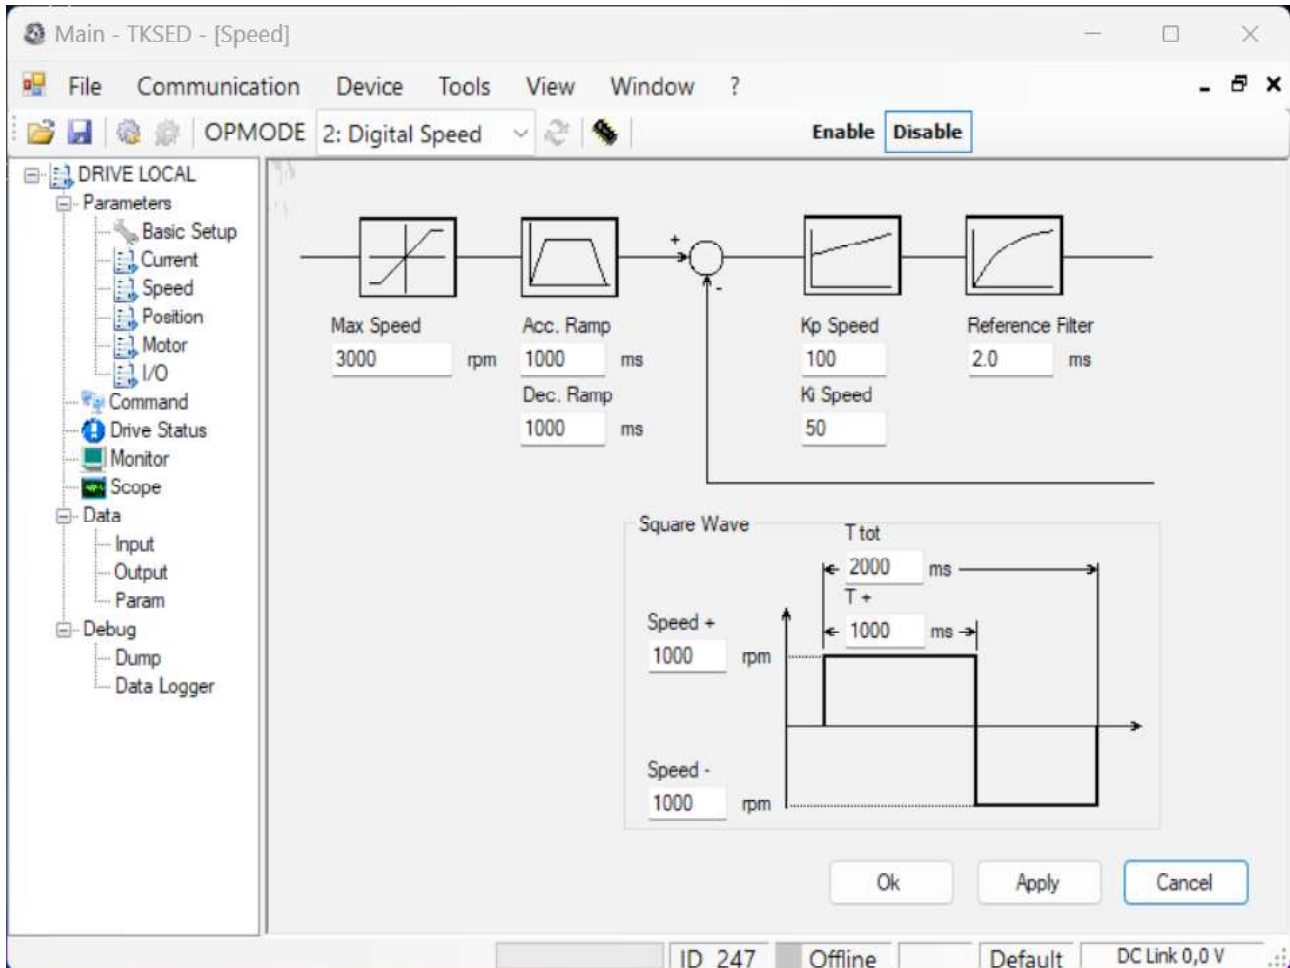 Main - TKSED - [Speed]
File Communication Device Tools View Window ?
OPMODE 2: Digital Speed Enable Disable
DRIVE LOCAL
Parameters
Basic Setup
Current
Speed
Position
Motor
I/O
Command
Drive Status
Monitor
Scope
Data
Input
Output
Param
Debug
Dump
Data Logger
+
-
Max Speed
3000 rpm
Acc. Ramp
1000 ms
Dec. Ramp
1000 ms
Kp Speed
100
Ki Speed
50
Reference Filter
2.0 ms
Square Wave
T tot
2000 ms
T +
1000 ms
Speed +
1000 rpm
Speed -
1000 rpm
Ok Apply Cancel
ID 247 Offline Default DC Link 0,0 V